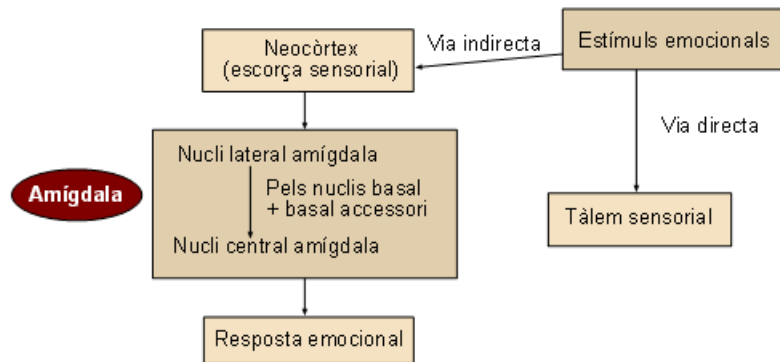 Neocòrtex
(escorça sensorial)
Via indirecta
Estímuls emocionals
Via directa
Amígdala
Nucli lateral amígdala
Pels nuclis basal
+ basal accessori
Nucli central amígdala
Tàlem sensorial
Resposta emocional